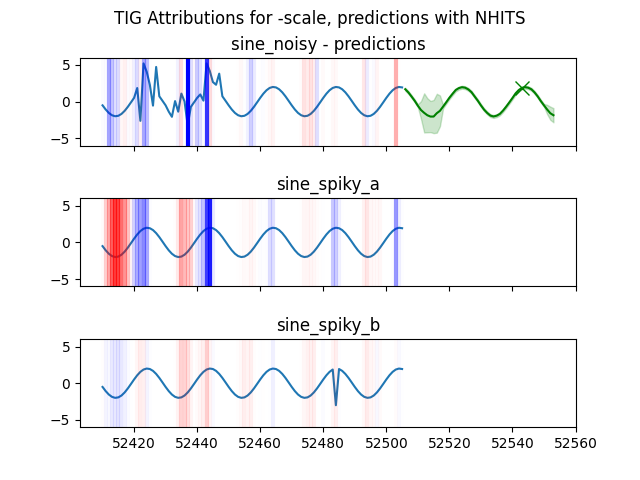 TIG Attributions for -scale, predictions with NHITS
sine_noisy - predictions
5
0
−5
sine_spiky_a
5
0
−5
sine_spiky_b
5
0
−5
52420 52440 52460 52480 52500 52520 52540 52560